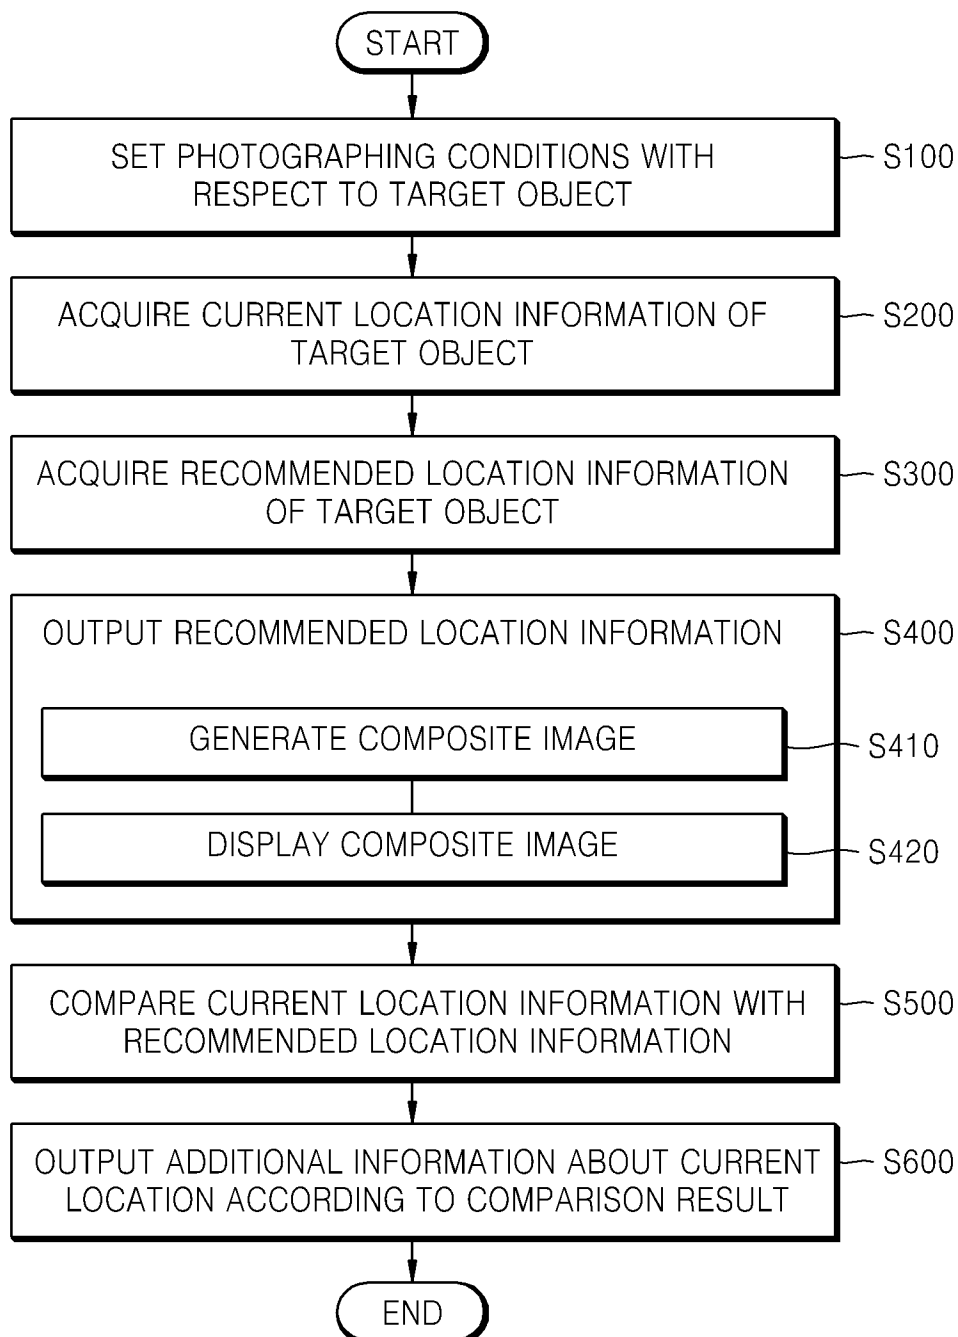 START
SET PHOTOGRAPHING CONDITIONS WITH
RESPECT TO TARGET OBJECT
S100
ACQUIRE CURRENT LOCATION INFORMATION OF
TARGET OBJECT
S200
ACQUIRE RECOMMENDED LOCATION INFORMATION
OF TARGET OBJECT
S300
OUTPUT RECOMMENDED LOCATION INFORMATION
S400
GENERATE COMPOSITE IMAGE
S410
DISPLAY COMPOSITE IMAGE
S420
COMPARE CURRENT LOCATION INFORMATION WITH
RECOMMENDED LOCATION INFORMATION
S500
OUTPUT ADDITIONAL INFORMATION ABOUT CURRENT
LOCATION ACCORDING TO COMPARISON RESULT
S600
END